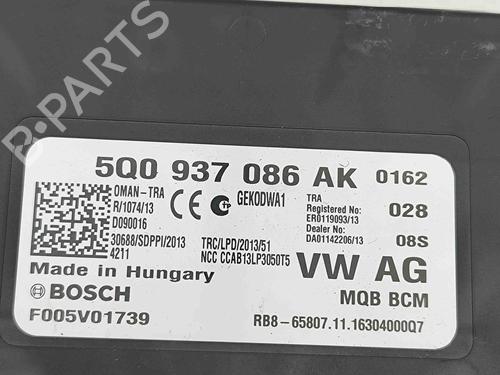 B-PARTS
5Q0 937 086 AK 0162
OMAN-TRA
R/1074/13
D090016
30688/SDPPI/2013
4211
CE
GEKODWA1
TRC/LPD/2013/51
NCC CCAB13LP3050T5
TRA
Registered No:
ER0119093/13
Dealer No:
DA01142206/13
028
08S
Made in Hungary
VW AG
BOSCH
MQB BCM
F005V01739
RB8-65807.11.16304000Q7